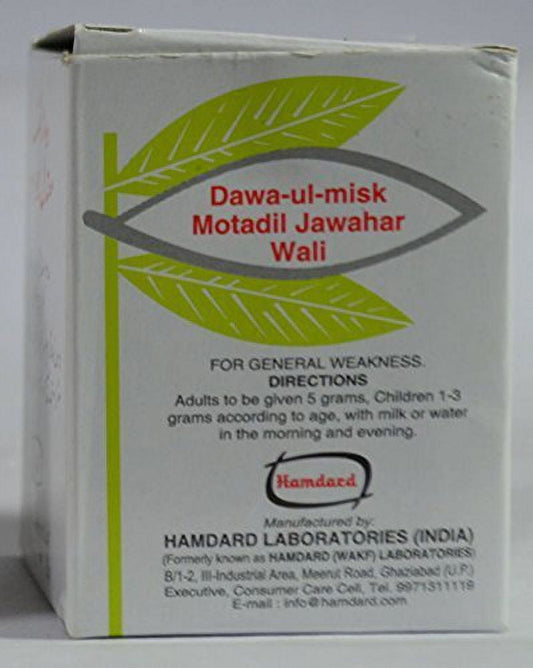 Dawa-ul-misk
Motadil Jawahar
Wali
FOR GENERAL WEAKNESS.
DIRECTIONS
Adults to be given 5 grams, Children 1-3
grams according to age, with milk or water
in the morning and evening.
Hamdard
Manufactured by:
HAMDARD LABORATORIES (INDIA)
(Formerly known as HAMDARD (WAKF) LABORATORIES)
B/1-2, III-Industrial Area, Meerut Road, Ghaziabad (U.P.)
Executive, Consumer Care Cell, Tel. 9971311119
E-mail : info@hamdard.com